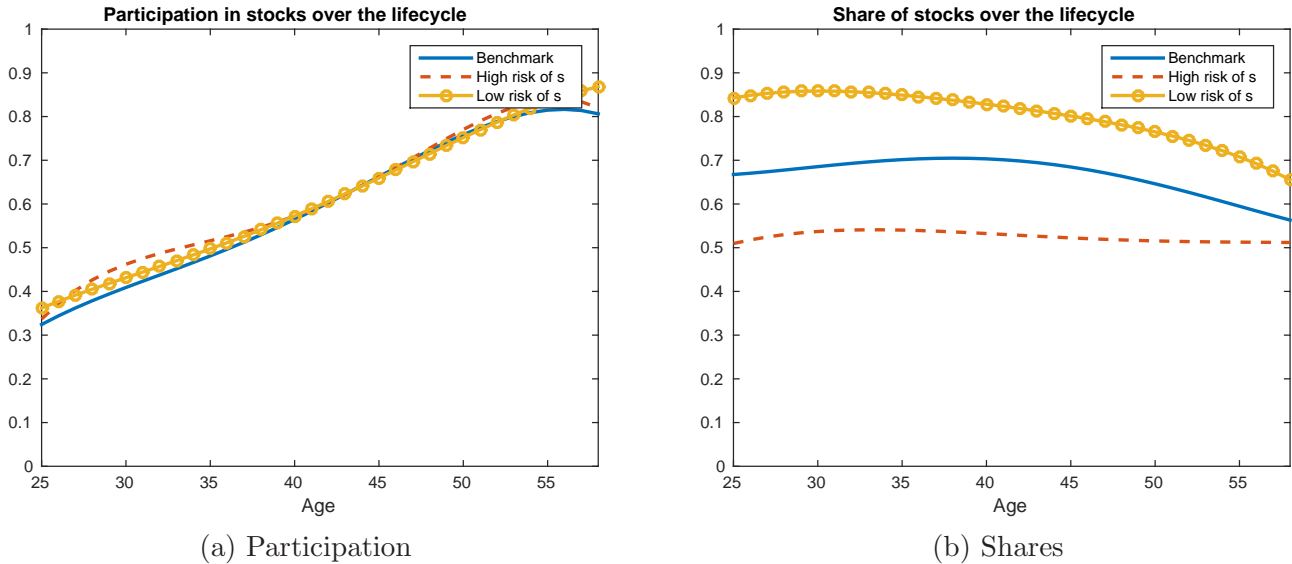 Participation in stocks over the lifecycle
1
0.9
0.8
0.7
0.6
0.5
0.4
0.3
0.2
0.1
0
25 30 35 40 45 50 55
Age
Benchmark
High risk of s
Low risk of s
(a) Participation
Share of stocks over the lifecycle
1
0.9
0.8
0.7
0.6
0.5
0.4
0.3
0.2
0.1
0
25 30 35 40 45 50 55
Age
Benchmark
High risk of s
Low risk of s
(b) Shares